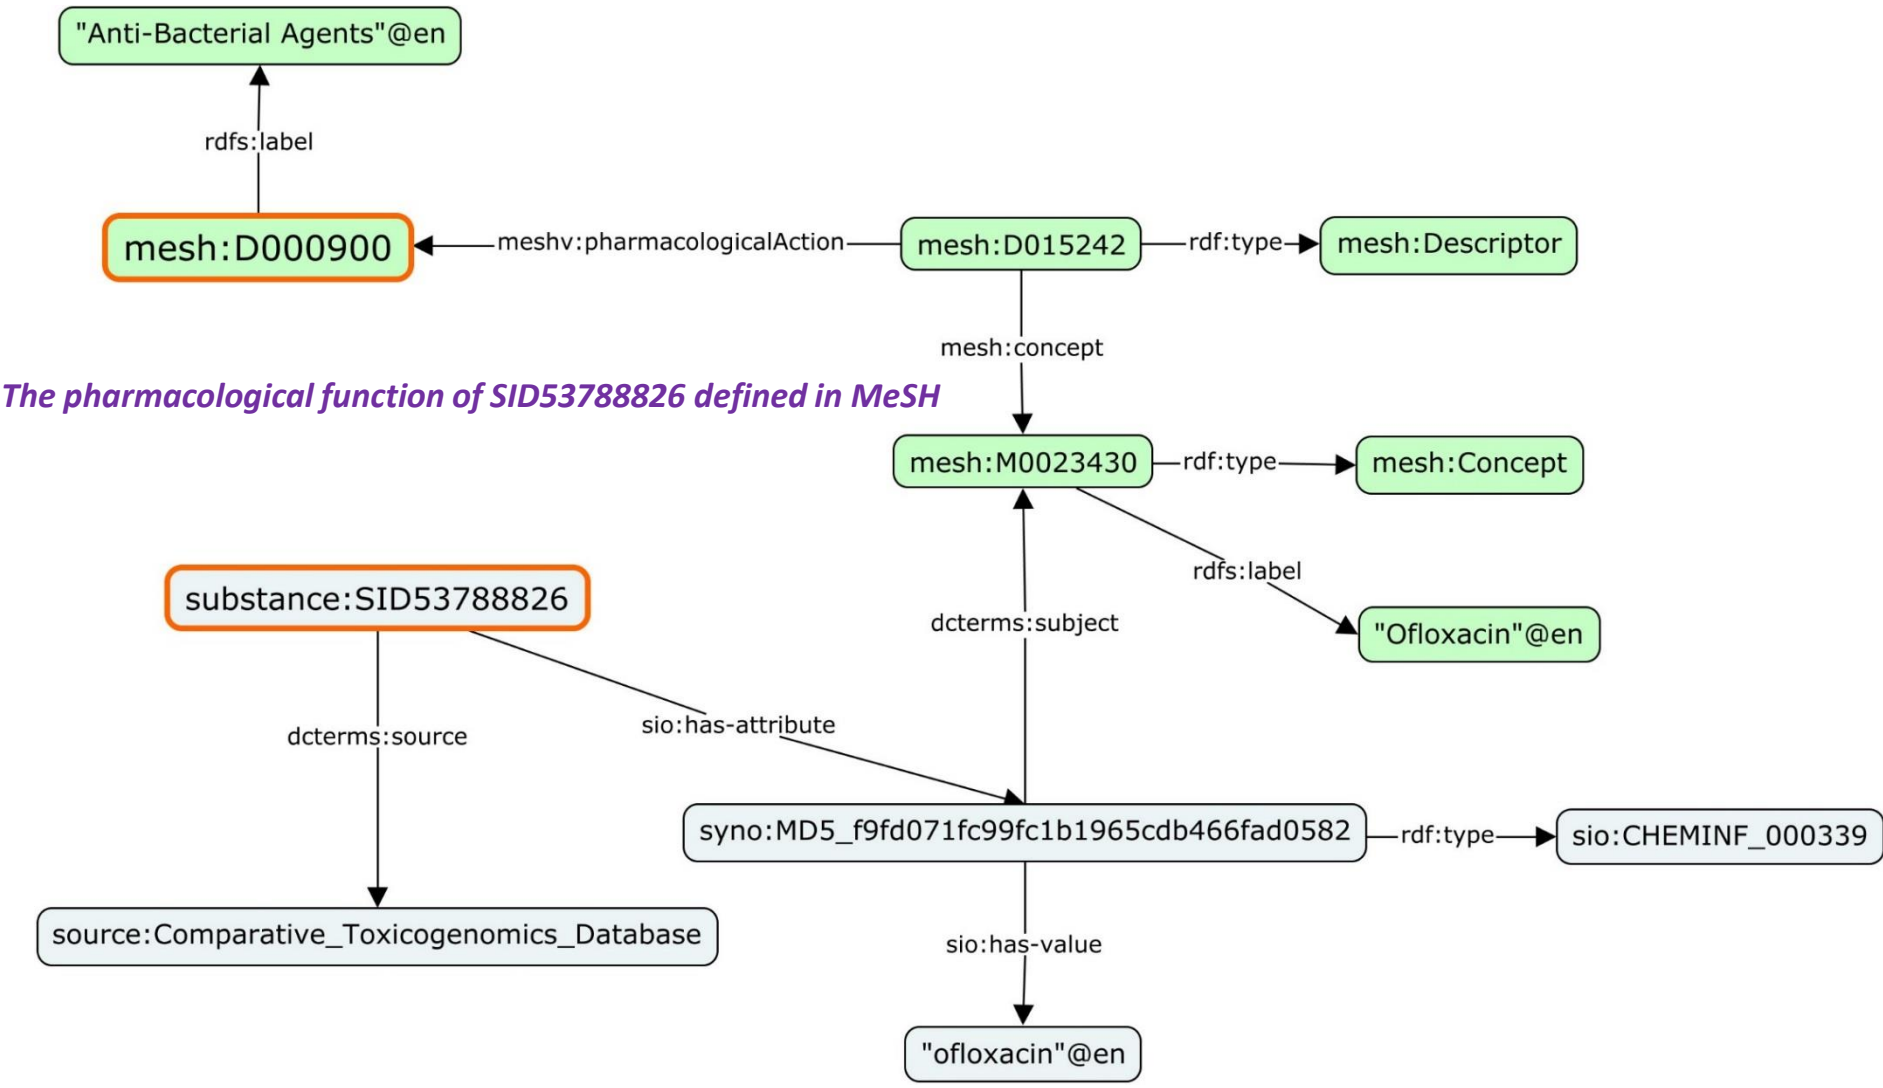 "Anti-Bacterial Agents"@en
rdfs:label
mesh:D000900
meshv:pharmacologicalAction
mesh:D015242
rdf:type
mesh:Descriptor
mesh:concept
The pharmacological function of SID53788826 defined in MeSH
mesh:M0023430
rdf:type
mesh:Concept
rdfs:label
substance:SID53788826
dcterms:subject
"Ofloxacin"@en
sio:has-attribute
dcterms:source
syno:MD5_f9fd071fc99fc1b1965cdb466fad0582
rdf:type
sio:CHEMINF_000339
source:Comparative_Toxicogenomics_Database
sio:has-value
"ofloxacin"@en